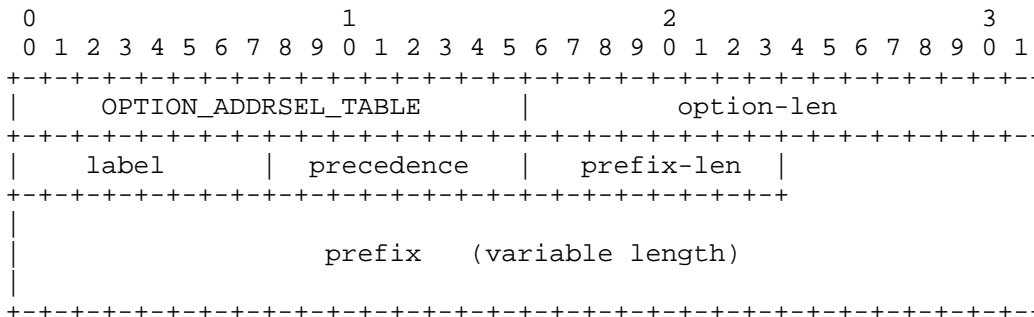 0                   1                   2                   3
 0 1 2 3 4 5 6 7 8 9 0 1 2 3 4 5 6 7 8 9 0 1 2 3 4 5 6 7 8 9 0 1
+-+-+-+-+-+-+-+-+-+-+-+-+-+-+-+-+-+-+-+-+-+-+-+-+-+-+-+-+-+-+-+-
|     OPTION_ADDRSEL_TABLE      |         option-len
+-+-+-+-+-+-+-+-+-+-+-+-+-+-+-+-+-+-+-+-+-+-+-+-+-+-+-+-+-+-+-+-
|    label      |  precedence   |   prefix-len  |
+-+-+-+-+-+-+-+-+-+-+-+-+-+-+-+-+-+-+-+-+-+-+-+-+
|
|                   prefix   (variable length)
|
+-+-+-+-+-+-+-+-+-+-+-+-+-+-+-+-+-+-+-+-+-+-+-+-+-+-+-+-+-+-+-+-